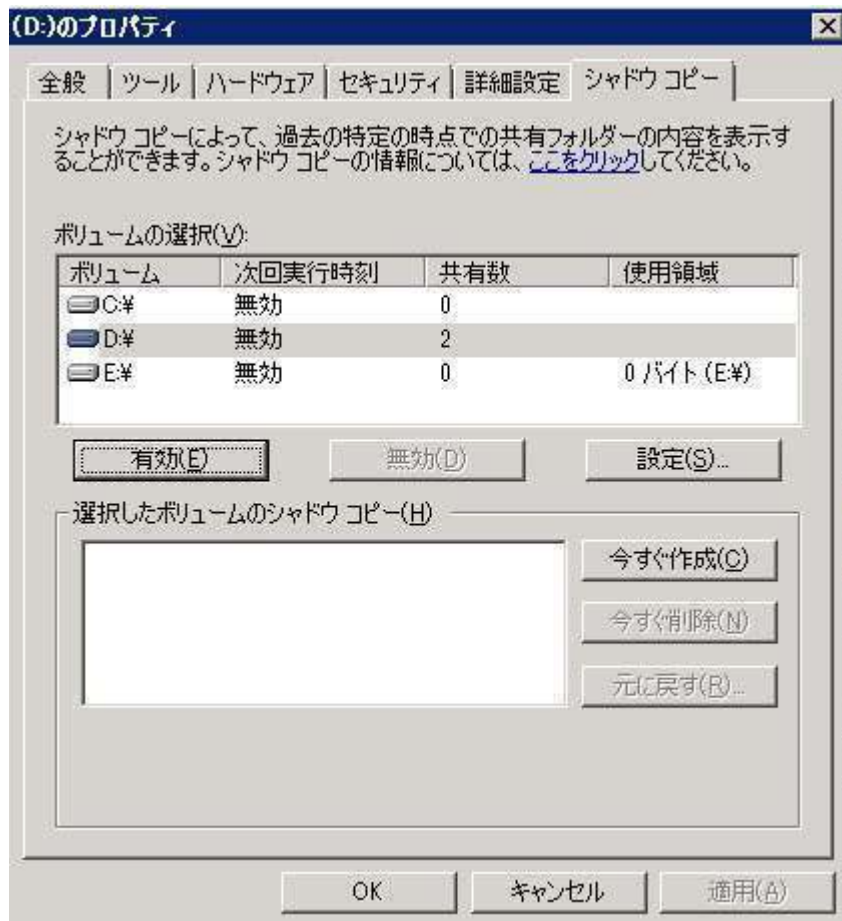 (D:)のプロパティ
全般 ツール ハードウェア セキュリティ 詳細設定 シャドウ コピー
シャドウ コピーによって、過去の特定の時点での共有フォルダーの内容を表示す
ることができます。シャドウ コピーの情報については、ここをクリックしてください。
ボリュームの選択(V):
ボリューム 次回実行時刻 共有数 使用領域
C:¥ 無効 0
D:¥ 無効 2
E:¥ 無効 0 0 バイト (E:¥)
有効(E) 無効(D) 設定(S)...
選択したボリュームのシャドウ コピー(H)
今すぐ作成(C)
今すぐ削除(N)
元に戻す(R)...
OK キャンセル 適用(A)